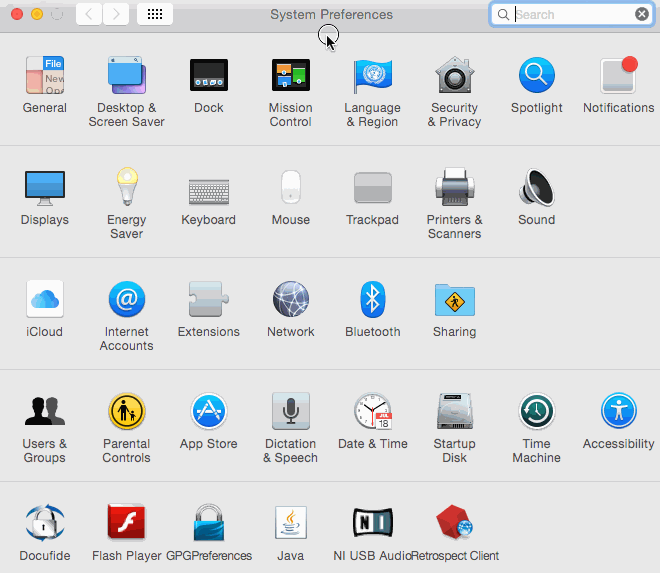 System Preferences
Search
File
New
Ope
General
Desktop &
Screen Saver
Dock
Mission
Control
Language
& Region
Security
& Privacy
Spotlight
Notifications
Displays
Energy
Saver
Keyboard
Mouse
Trackpad
Printers &
Scanners
Sound
iCloud
Internet
Accounts
Extensions
Network
Bluetooth
Sharing
Users &
Groups
Parental
Controls
App Store
Dictation
& Speech
JUL
18
Date & Time
Startup
Disk
Time
Machine
Accessibility
Docufide
Flash Player
GPGPreferences
Java
Java
NI
NI USB Audio
Retrospect Client